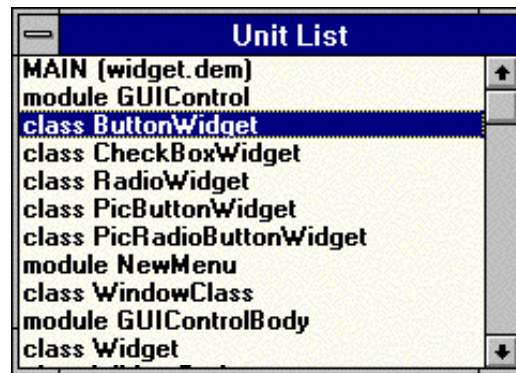 Unit List
MAIN (widget.dem)
module GUIControl
class ButtonWidget
class CheckBoxWidget
class RadioWidget
class PicButtonWidget
class PicRadioButtonWidget
module NewMenu
class WindowClass
module GUIControlBody
class Widget